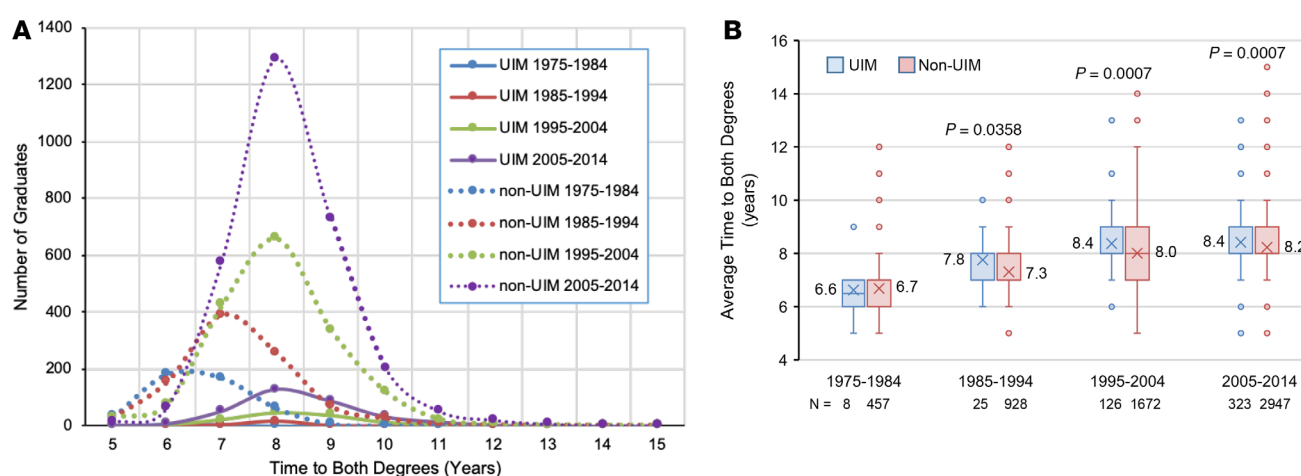 A
1400
1200
1000
800
600
400
200
0
Number of Graduates
5 6 7 8 9 10 11 12 13 14 15
Time to Both Degrees (Years)
UIM 1975-1984
UIM 1985-1994
UIM 1995-2004
UIM 2005-2014
non-UIM 1975-1984
non-UIM 1985-1994
non-UIM 1995-2004
non-UIM 2005-2014
B
16
14
12
10
8
6
4
Average Time to Both Degrees
(years)
UIM Non-UIM
P = 0.0358
P = 0.0007
P = 0.0007
6.6 6.7
7.8 7.3
8.4 8.0
8.4 8.2
1975-1984 1985-1994 1995-2004 2005-2014
N = 8 457 25 928 126 1672 323 2947